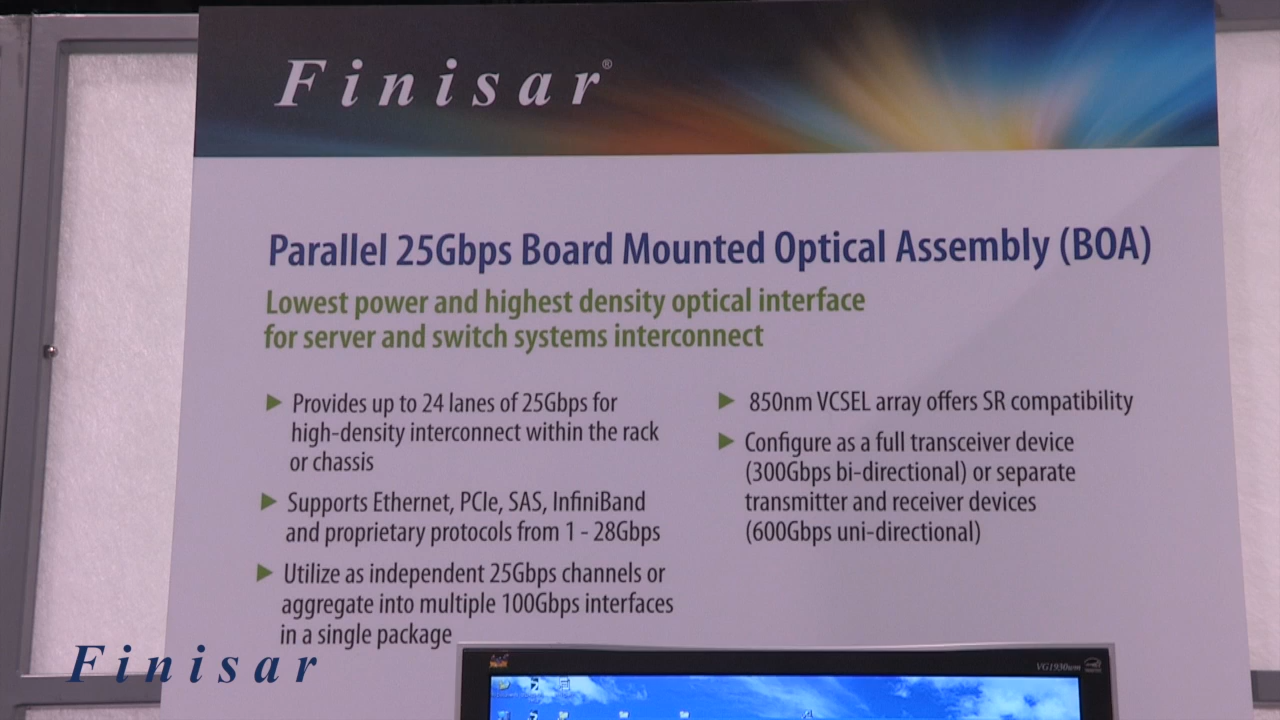 Finisar®
Parallel 25Gbps Board Mounted Optical Assembly (BOA)
Lowest power and highest density optical interface
for server and switch systems interconnect
Provides up to 24 lanes of 25Gbps for
high-density interconnect within the rack
or chassis
Supports Ethernet, PCIe, SAS, InfiniBand
and proprietary protocols from 1 - 28Gbps
Utilize as independent 25Gbps channels or
aggregate into multiple 100Gbps interfaces
in a single package
850nm VCSEL array offers SR compatibility
Configure as a full transceiver device
(300Gbps bi-directional) or separate
transmitter and receiver devices
(600Gbps uni-directional)
Finisar
VG1930wm